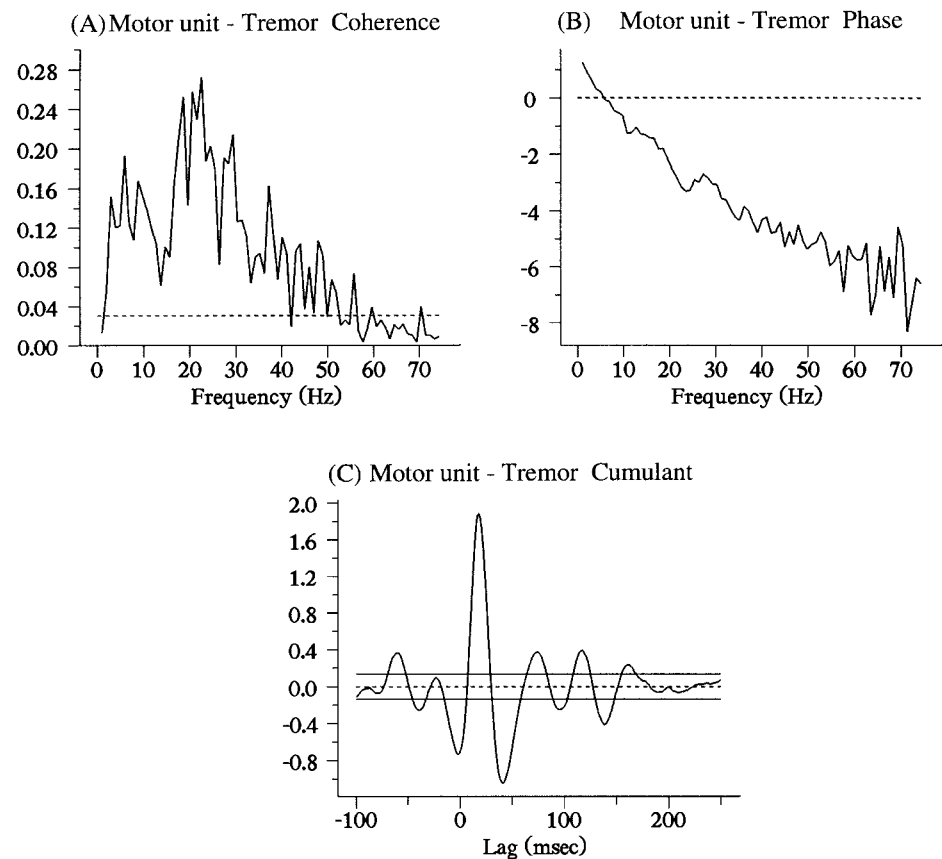 (A) Motor unit - Tremor Coherence
0.28
0.24
0.20
0.16
0.12
0.08
0.04
0.00
0 10 20 30 40 50 60 70
Frequency (Hz)
(B) Motor unit - Tremor Phase
0
-2
-4
-6
-8
0 10 20 30 40 50 60 70
Frequency (Hz)
(C) Motor unit - Tremor Cumulant
2.0
1.6
1.2
0.8
0.4
0.0
-0.4
-0.8
-100 0 100 200
Lag (msec)